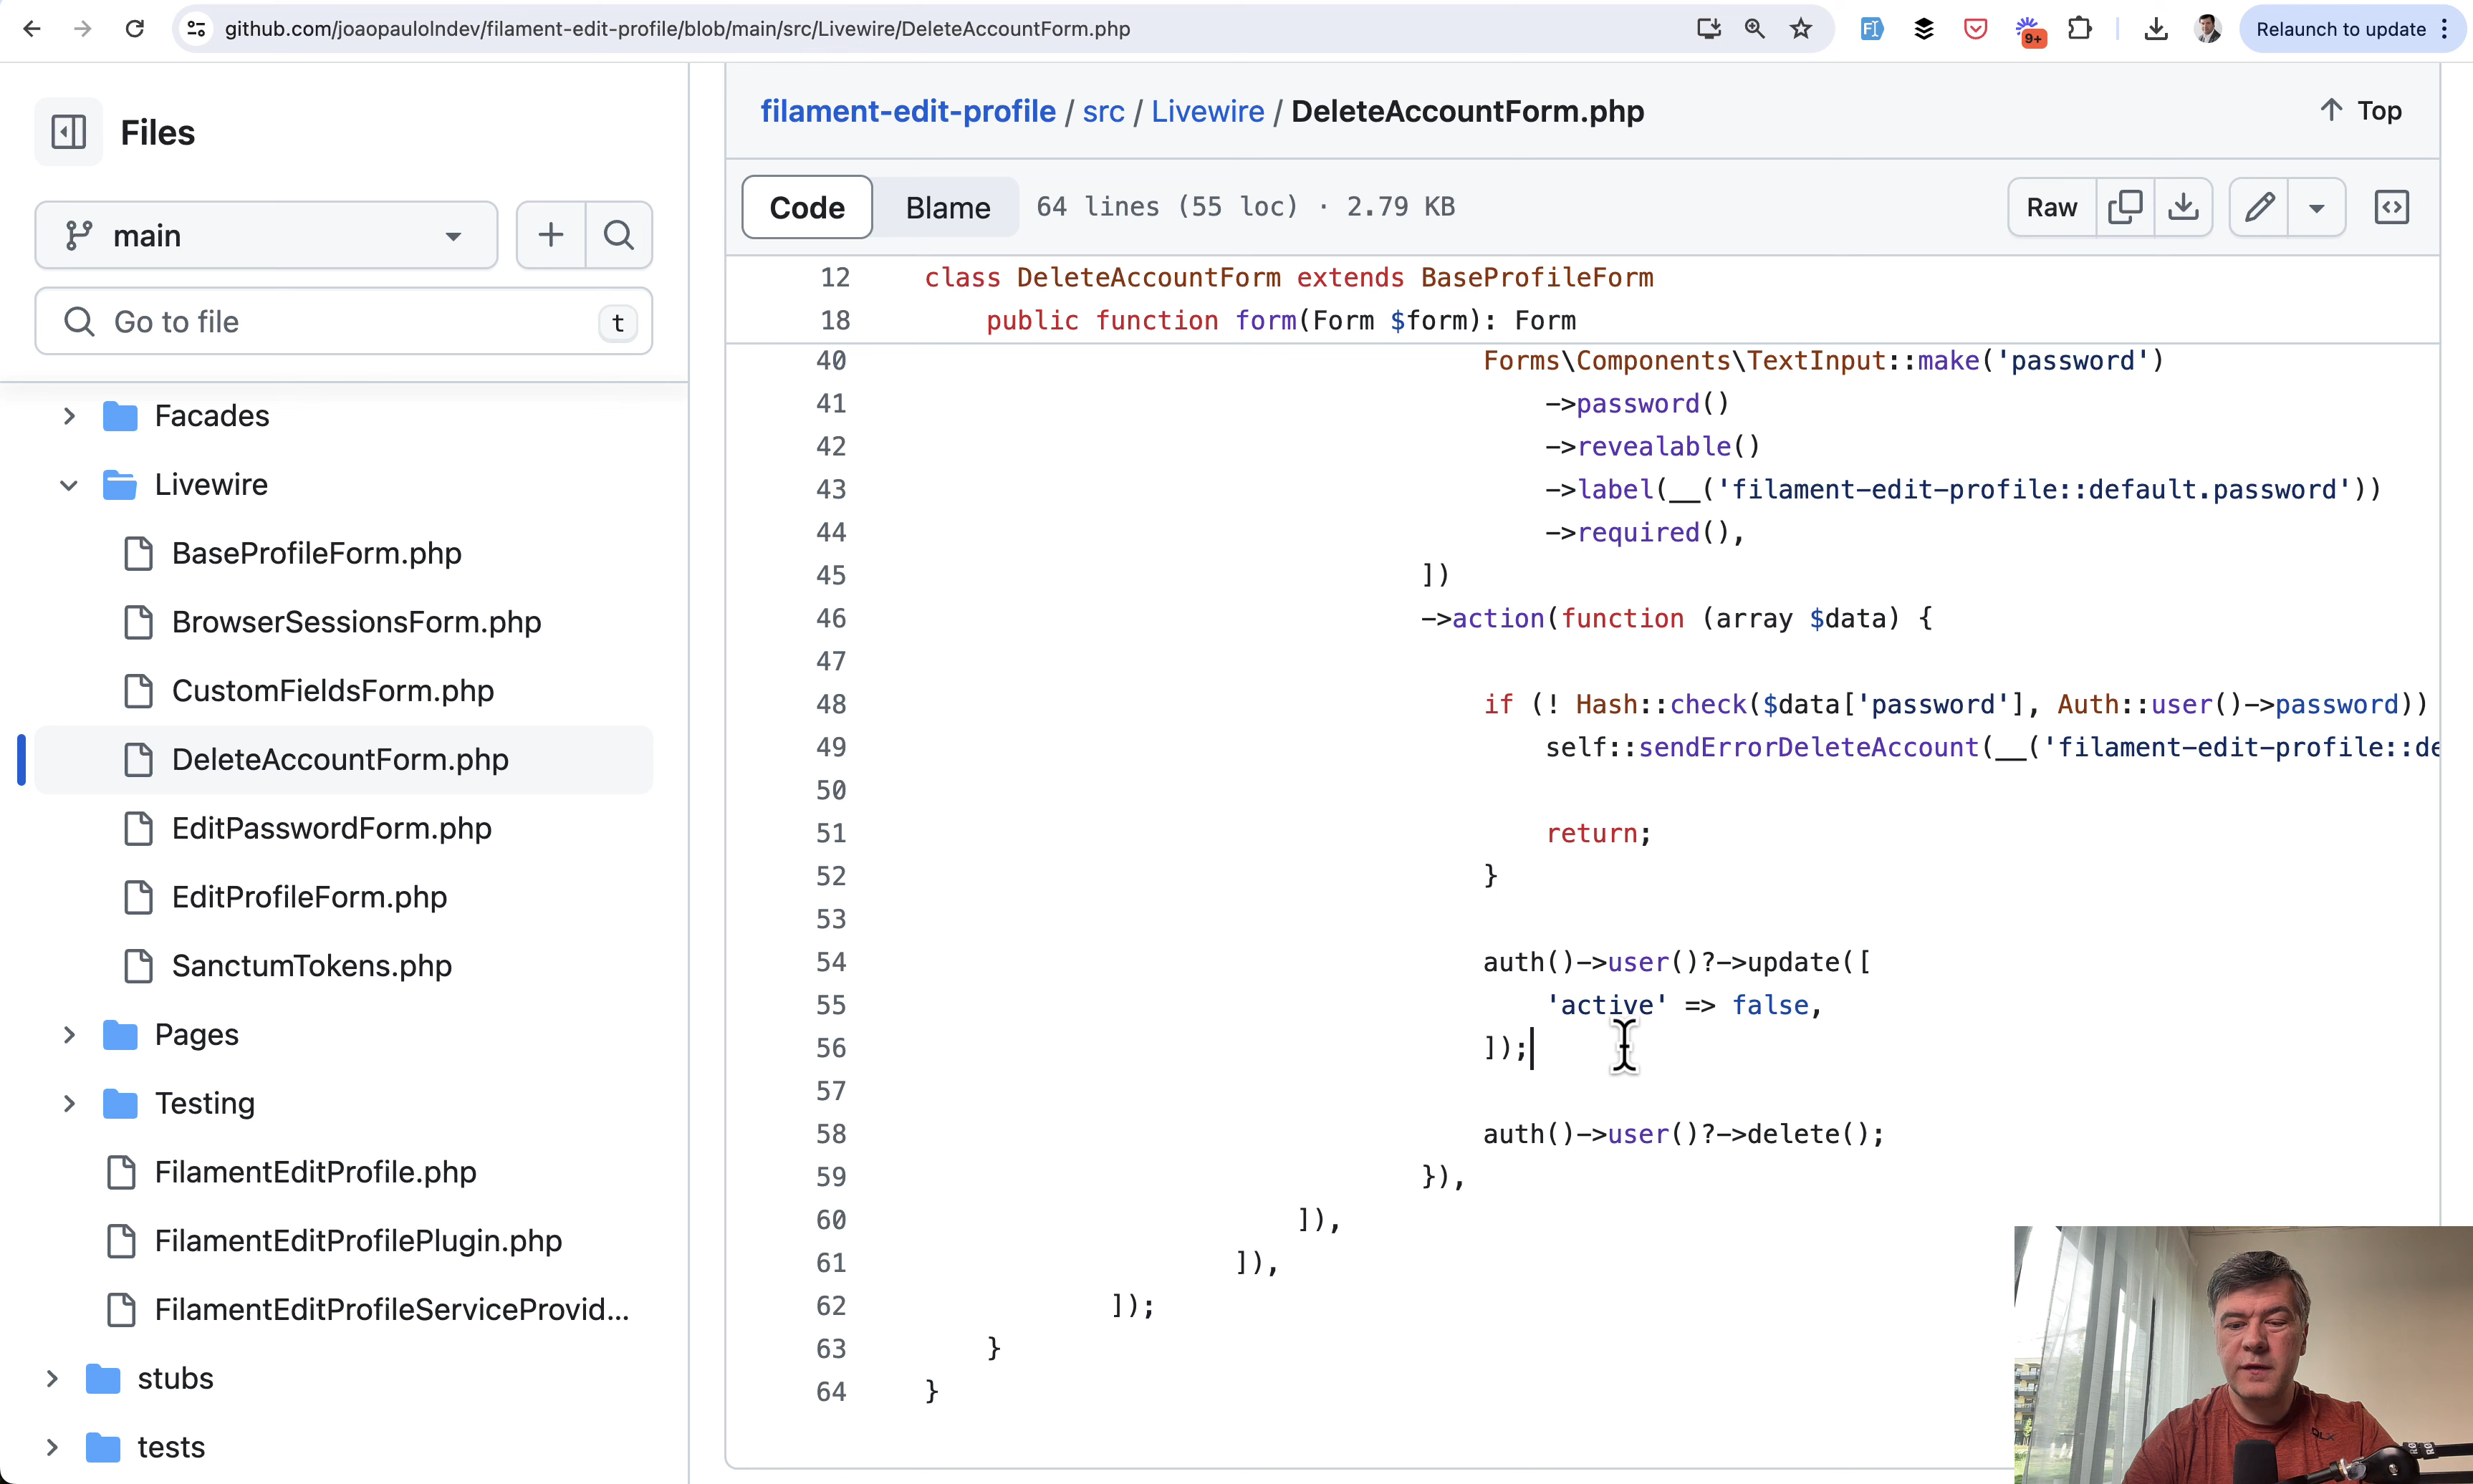 github.com/joaopaulolndev/filament-edit-profile/blob/main/src/Livewire/DeleteAccountForm.php
9+
Relaunch to update
Files
main
Go to file
t
Facades
Livewire
BaseProfileForm.php
BrowserSessionsForm.php
CustomFieldsForm.php
DeleteAccountForm.php
EditPasswordForm.php
EditProfileForm.php
SanctumTokens.php
Pages
Testing
FilamentEditProfile.php
FilamentEditProfilePlugin.php
FilamentEditProfileServiceProvid...
stubs
tests
filament-edit-profile / src / Livewire / DeleteAccountForm.php
Top
Code Blame 64 lines (55 loc) · 2.79 KB
Raw
12 class DeleteAccountForm extends BaseProfileForm
18 public function form(Form $form): Form
40 Forms\Components\TextInput::make('password')
41 ->password()
42 ->revealable()
43 ->label(__('filament-edit-profile::default.password'))
44 ->required(),
45 ])
46 ->action(function (array $data) {
47
48 if (! Hash::check($data['password'], Auth::user()->password))
49 self::sendErrorDeleteAccount(__('filament-edit-profile::de
50
51 return;
52 }
53
54 auth()->user()?->update([
55 'active' => false,
56 ]);
57
58 auth()->user()?->delete();
59 }),
60 ]),
61 ]),
62 ]);
63 }
64 }